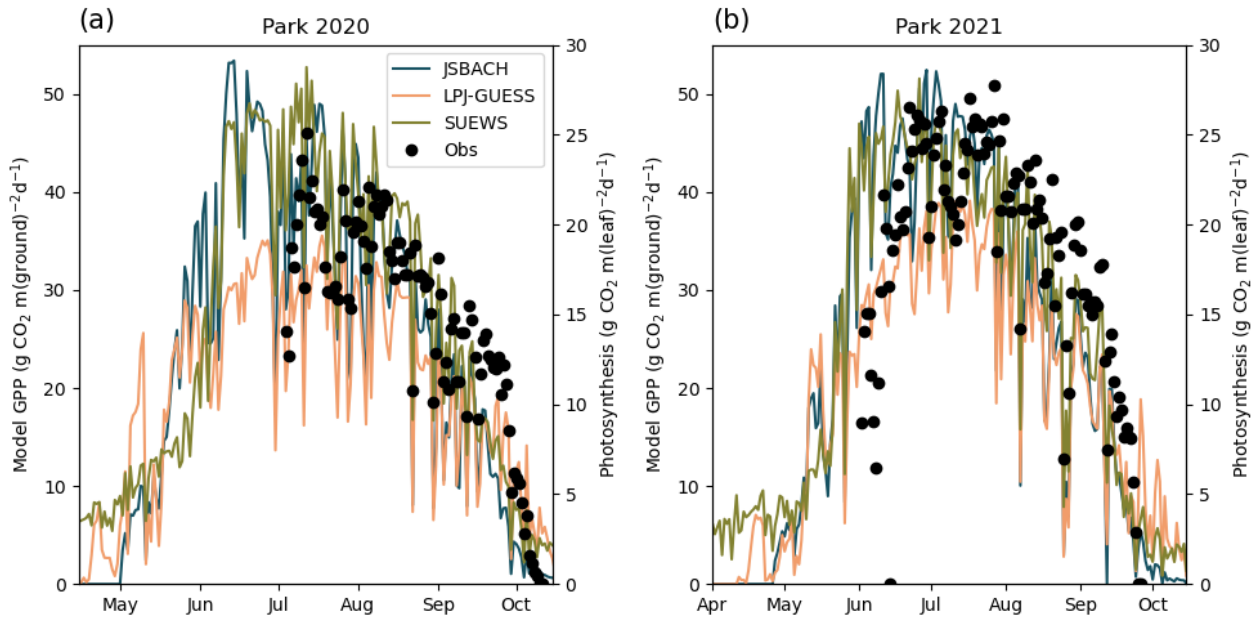 (a)
Park 2020
JSBACH
LPJ-GUESS
SUEWS
Obs
Model GPP (g CO₂ m(ground)⁻²d⁻¹)
0
10
20
30
40
50
Photosynthesis (g CO₂ m(leaf)⁻²d⁻¹)
0
5
10
15
20
25
30
May Jun Jul Aug Sep Oct
(b)
Park 2021
Model GPP (g CO₂ m(ground)⁻²d⁻¹)
0
10
20
30
40
50
Photosynthesis (g CO₂ m(leaf)⁻²d⁻¹)
0
5
10
15
20
25
30
Apr May Jun Jul Aug Sep Oct